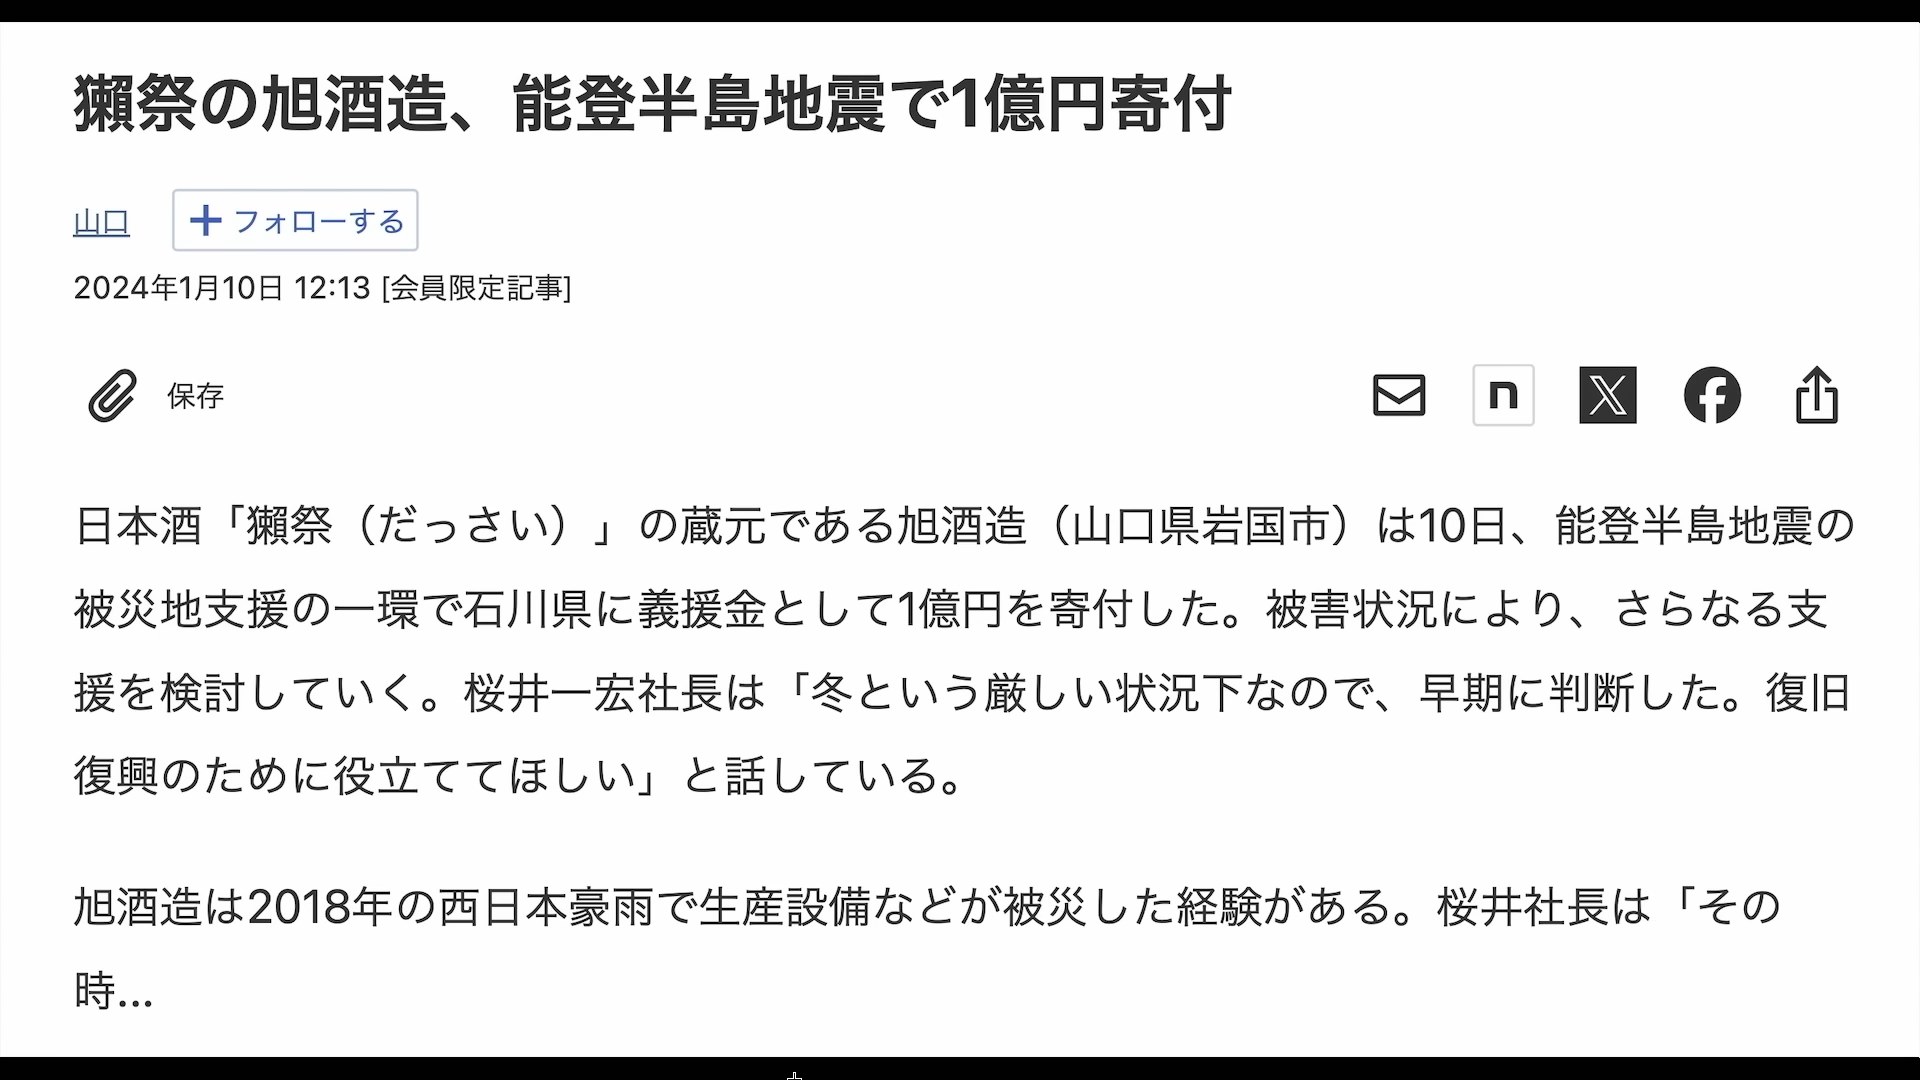 獺祭の旭酒造、能登半島地震で1億円寄付
山口 フォローする
2024年1月10日 12:13 [会員限定記事]
保存
日本酒「獺祭（だっさい）」の蔵元である旭酒造（山口県岩国市）は10日、能登半島地震の
被災地支援の一環で石川県に義援金として1億円を寄付した。被害状況により、さらなる支
援を検討していく。桜井一宏社長は「冬という厳しい状況下なので、早期に判断した。復旧
復興のために役立ててほしい」と話している。
旭酒造は2018年の西日本豪雨で生産設備などが被災した経験がある。桜井社長は「その
時...